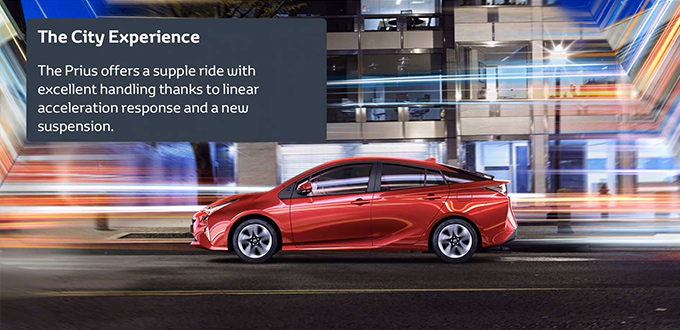 The City Experience
The Prius offers a supple ride with
excellent handling thanks to linear
acceleration response and a new
suspension.